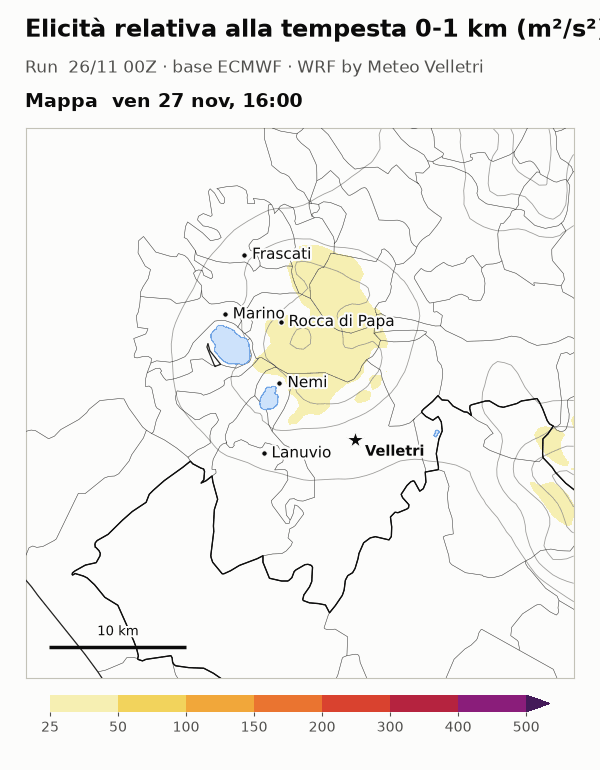 Elicità relativa alla tempesta 0-1 km (m²/s²)
Run 26/11 00Z · base ECMWF · WRF by Meteo Velletri
Mappa ven 27 nov, 16:00
Frascati
Marino
Rocca di Papa
Nemi
Velletri
Lanuvio
10 km
25 50 100 150 200 300 400 500